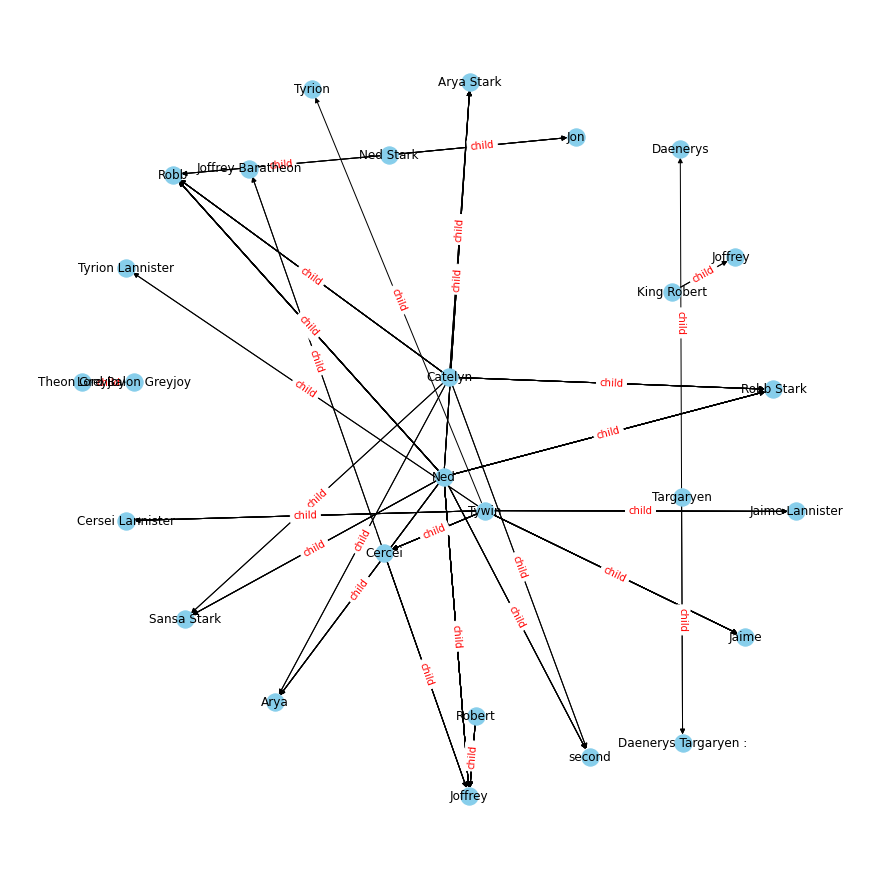 Arya Stark
Tyrion
Jon
Daenerys
Ned Stark
child
child
Joffrey Baratheon
Robb
child
Joffrey
Tyrion Lannister
child
child
child
King Robert
child
child
child
child
child
Theon Greyjoy
Lord Balon Greyjoy
Catelyn
child
Robb Stark
child
child
Ned
child
Targaryen
Cersei Lannister
child
Tywin
child
Jaime Lannister
child
child
child
Cercei
child
child
child
Sansa Stark
child
child
child
Jaime
child
Arya
Robert
Daenerys Targaryen :
child
second
Joffrey